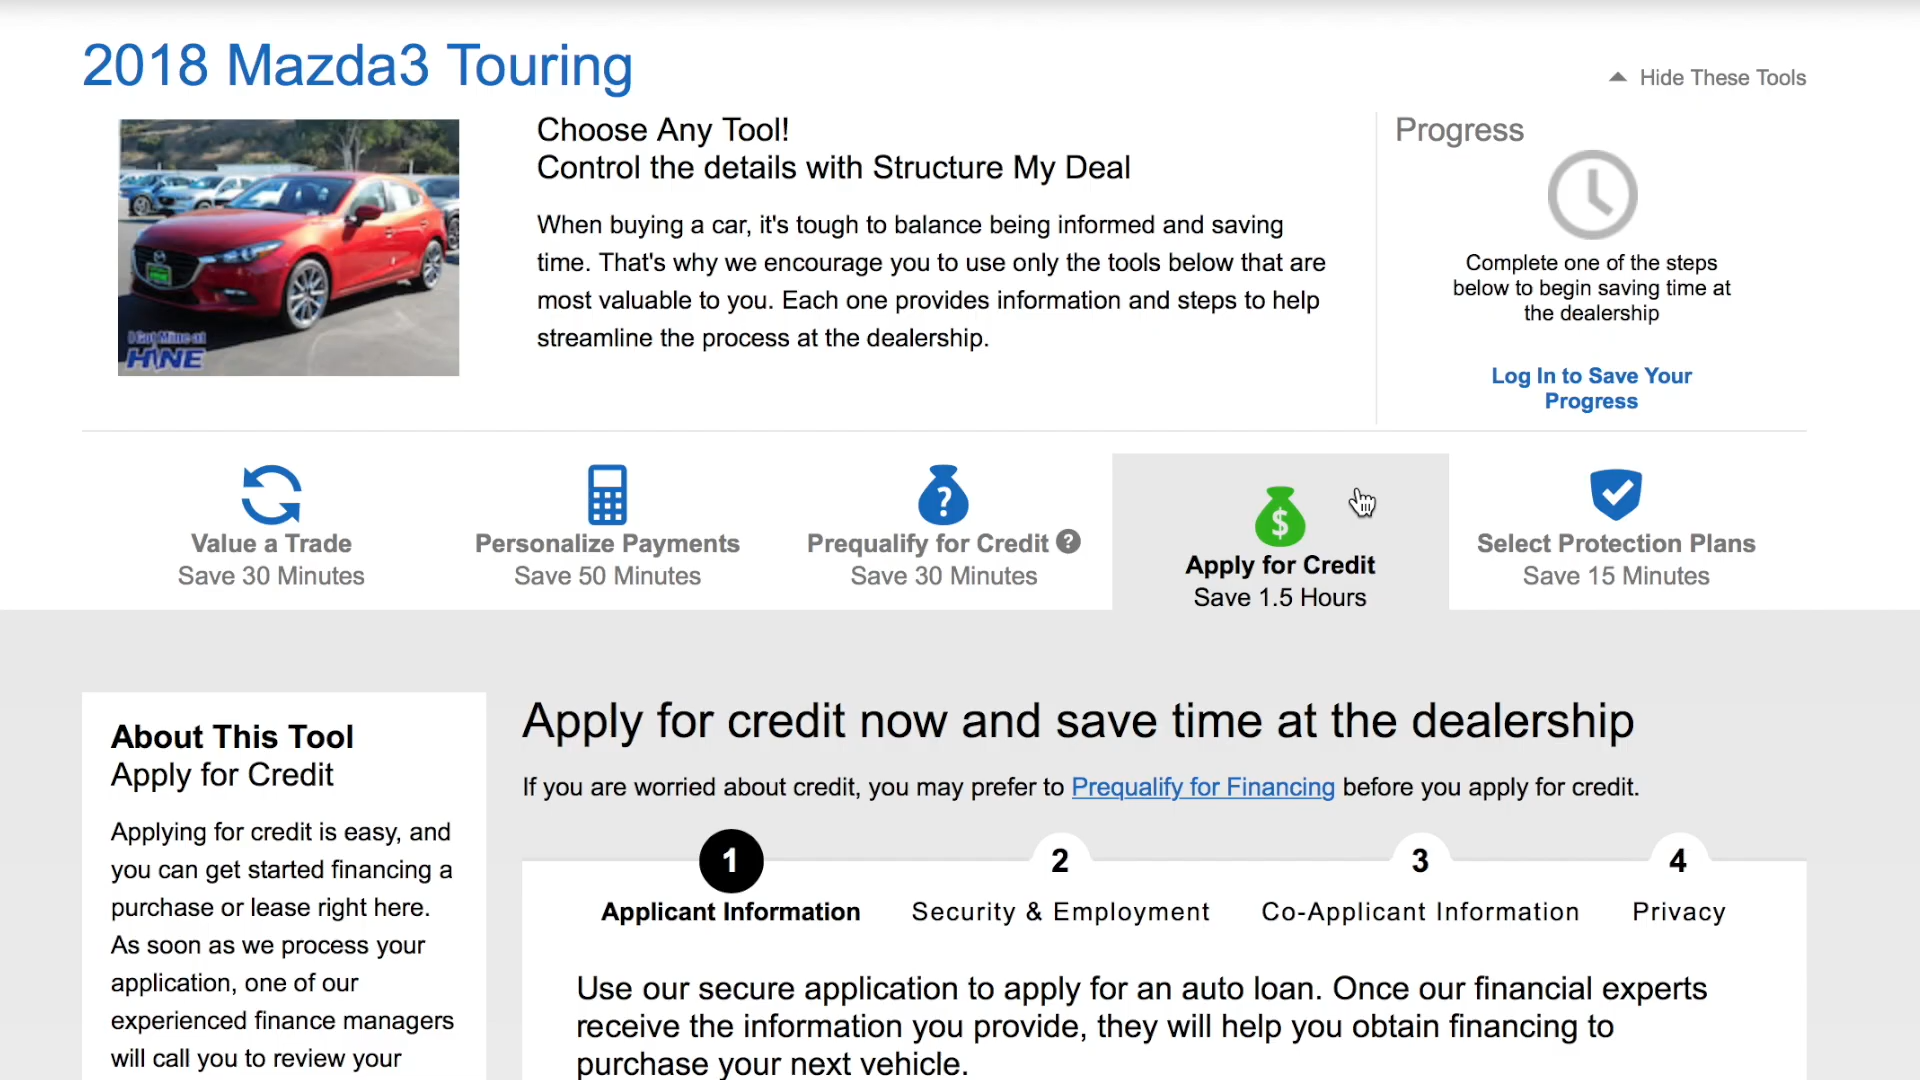 2018 Mazda3 Touring
Hide These Tools
Choose Any Tool!
Control the details with Structure My Deal
When buying a car, it's tough to balance being informed and saving
time. That's why we encourage you to use only the tools below that are
most valuable to you. Each one provides information and steps to help
streamline the process at the dealership.
I Got Mine at
HINE
Progress
Complete one of the steps
below to begin saving time at
the dealership
Log In to Save Your
Progress
Value a Trade
Save 30 Minutes
Personalize Payments
Save 50 Minutes
?
Prequalify for Credit ?
Save 30 Minutes
$
Apply for Credit
Save 1.5 Hours
Select Protection Plans
Save 15 Minutes
About This Tool
Apply for Credit
Applying for credit is easy, and
you can get started financing a
purchase or lease right here.
As soon as we process your
application, one of our
experienced finance managers
will call you to review your
Apply for credit now and save time at the dealership
If you are worried about credit, you may prefer to Prequalify for Financing before you apply for credit.
1
Applicant Information
2
Security & Employment
3
Co-Applicant Information
4
Privacy
Use our secure application to apply for an auto loan. Once our financial experts
receive the information you provide, they will help you obtain financing to
purchase your next vehicle.